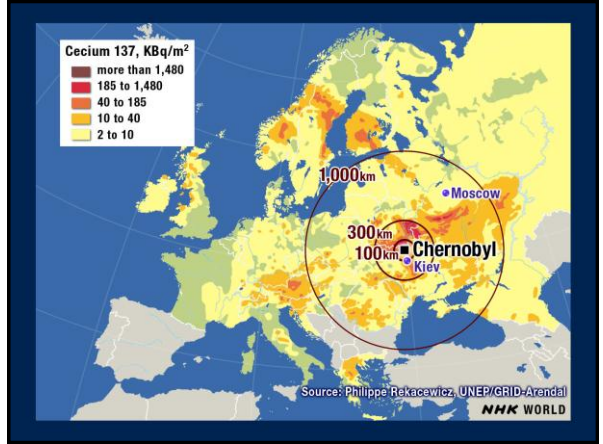 Cecium 137, KBq/m²
more than 1,480
185 to 1,480
40 to 185
10 to 40
2 to 10
1,000km
Moscow
300km
100km
Chernobyl
Kiev
Source: Philippe Rekacewicz, UNEP/GRID-Arendal
NHK WORLD